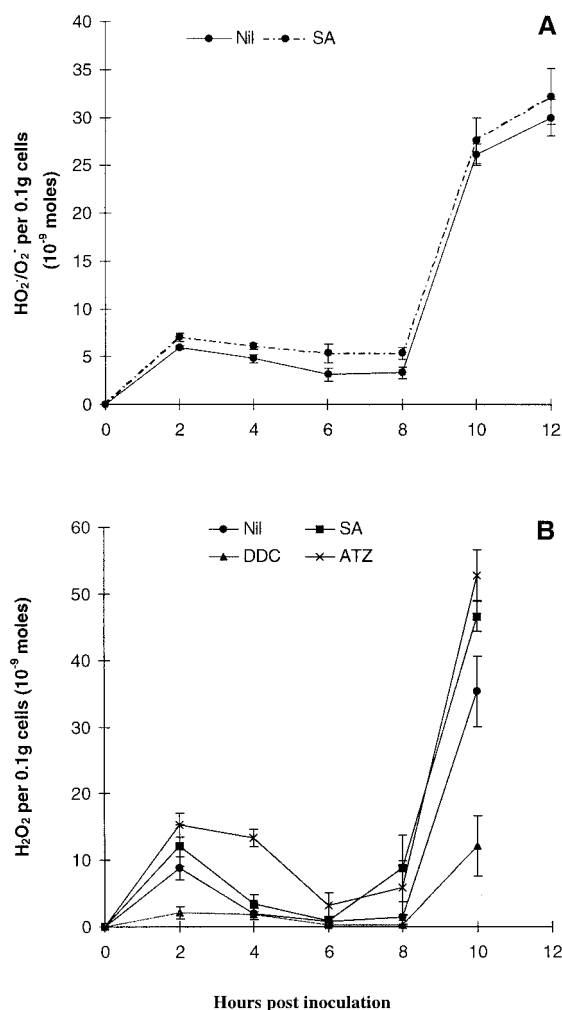 A
Nil SA
40
35
30
25
20
15
10
5
0
HO₂·/O₂·⁻ per 0.1g cells
(10⁻⁹ moles)
0 2 4 6 8 10 12
B
Nil SA
DDC ATZ
60
50
40
30
20
10
0
H₂O₂ per 0.1g cells (10⁻⁹ moles)
0 2 4 6 8 10 12
Hours post inoculation